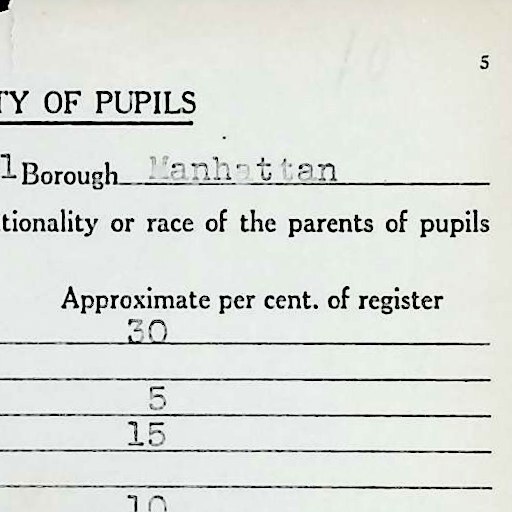 5
TY OF PUPILS
1 Borough Manhattan
tionality or race of the parents of pupils
Approximate per cent. of register
30
5
15
10